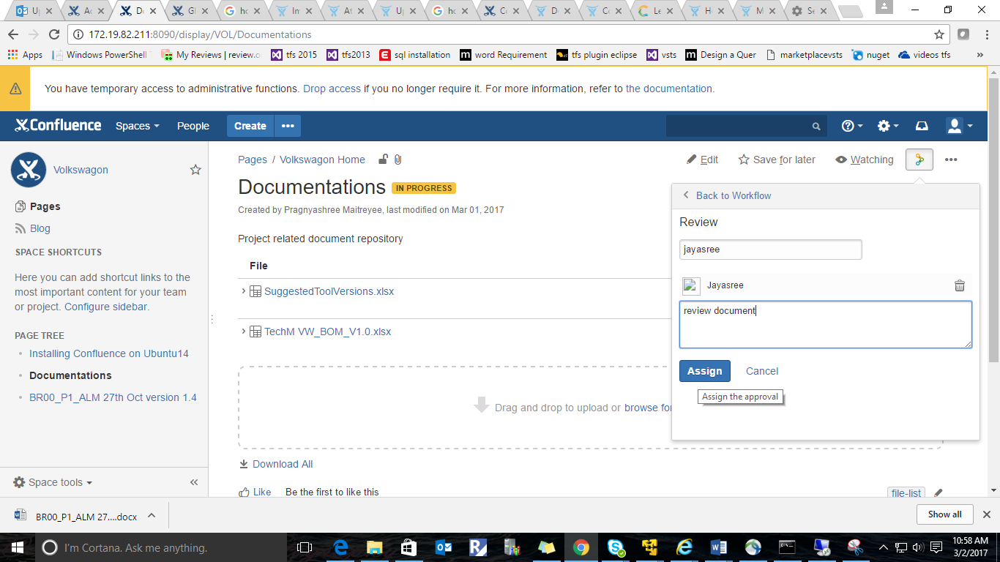 Up
Ac
Do
Gl
ho
In
At
Up
ho
Co
D
Co
Le
Ho
M
Se
172.19.82.211:8090/display/VOL/Documentations
Apps
Windows PowerShell
My Reviews | review.o
tfs 2015
tfs2013
sql installation
word Requirement
tfs plugin eclipse
vsts
Design a Quer
marketplacevsts
nuget
videos tfs
»
You have temporary access to administrative functions. Drop access if you no longer require it. For more information, refer to the documentation.
Confluence
Spaces
People
Create
•••
Volkswagon
Pages
Blog
SPACE SHORTCUTS
Here you can add shortcut links to the
most important content for your team
or project. Configure sidebar.
PAGE TREE
• Installing Confluence on Ubuntu14
• Documentations
• BR00_P1_ALM 27th Oct version 1.4
Space tools
Pages / Volkswagon Home
Edit
Save for later
Watching
Documentations IN PROGRESS
Created by Pragnyashree Maitreyee, last modified on Mar 01, 2017
Project related document repository
File
SuggestedToolVersions.xlsx
TechM VW_BOM_V1.0.xlsx
Drag and drop to upload or browse for
Download All
Like
Be the first to like this
file-list
Back to Workflow
Review
jayasree
Jayasree
review document
Assign
Cancel
Assign the approval
BR00_P1_ALM 27....docx
Show all
I'm Cortana. Ask me anything.
10:58 AM
3/2/2017